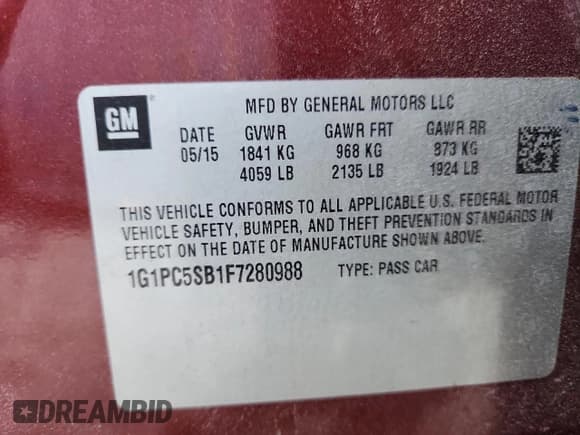 GM
MFD BY GENERAL MOTORS LLC
DATE GVWR GAWR FRT GAWR RR
05/15 1841 KG 968 KG 873 KG
4059 LB 2135 LB 1924 LB
THIS VEHICLE CONFORMS TO ALL APPLICABLE U.S. FEDERAL MOTOR
VEHICLE SAFETY, BUMPER, AND THEFT PREVENTION STANDARDS IN
EFFECT ON THE DATE OF MANUFACTURE SHOWN ABOVE.
1G1PC5SB1F7280988 TYPE: PASS CAR
DREAMBID